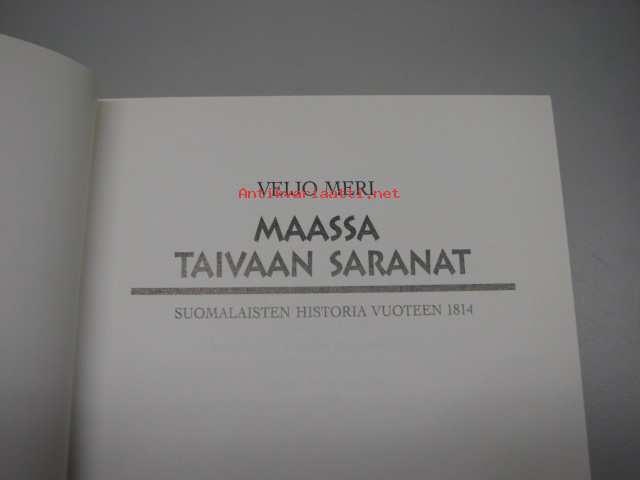 VEIJO MERI
Antikvariaatti.net
MAASSA
TAIVAAN SARANAT
SUOMALAISTEN HISTORIA VUOTEEN 1814